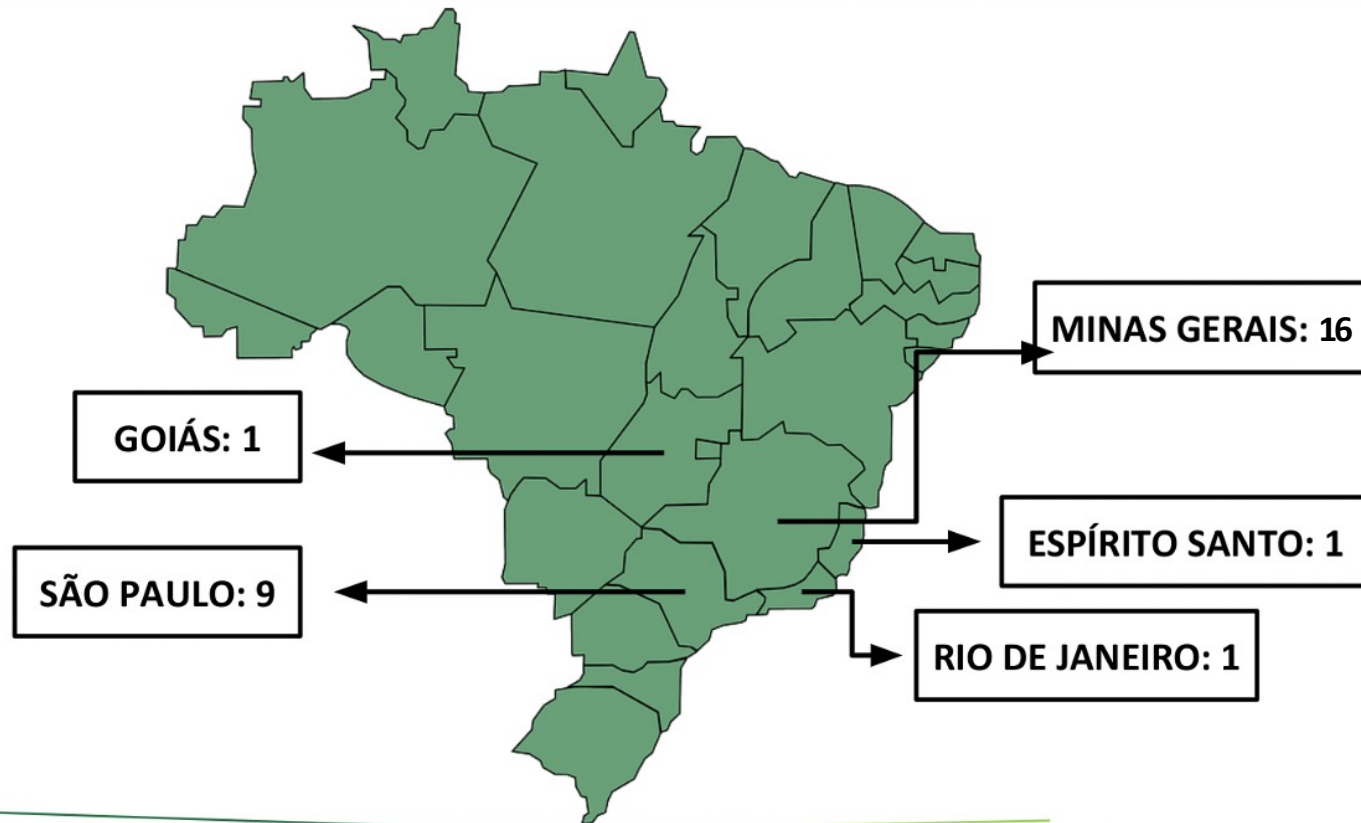 MINAS GERAIS: 16
GOIÁS: 1
ESPÍRITO SANTO: 1
SÃO PAULO: 9
RIO DE JANEIRO: 1